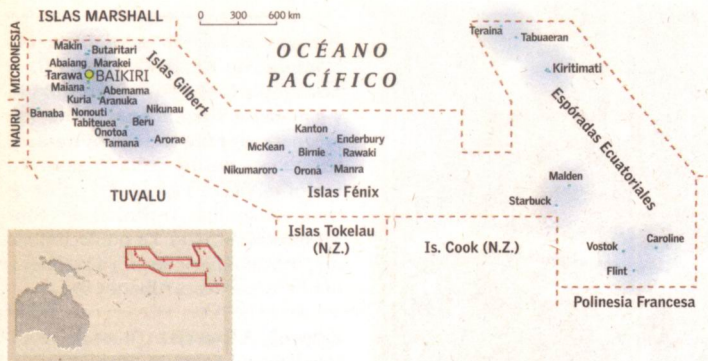 ISLAS MARSHALL
0 300 600 km
MICRONESIA
NAURU
Makin
Butaritari
Abaiang Marakei
Tarawa BAIKIRI
Maiana
Abemama
Kuria Aranuka
Banaba
Nonouti
Nikunau
Tabiteuea
Beru
Onotoa
Tamana
Arorae
Islas Gilbert
OCÉANO
PACÍFICO
Teraina
Tabuaeran
Kiritimati
Espóradas Ecuatoriales
Kanton
Enderbury
McKean
Birnie
Rawaki
Nikumaroro
Orona
Manra
Islas Fénix
Malden
Starbuck
TUVALU
Islas Tokelau
(N.Z.)
Is. Cook (N.Z.)
Vostok
Caroline
Flint
Polinesia Francesa